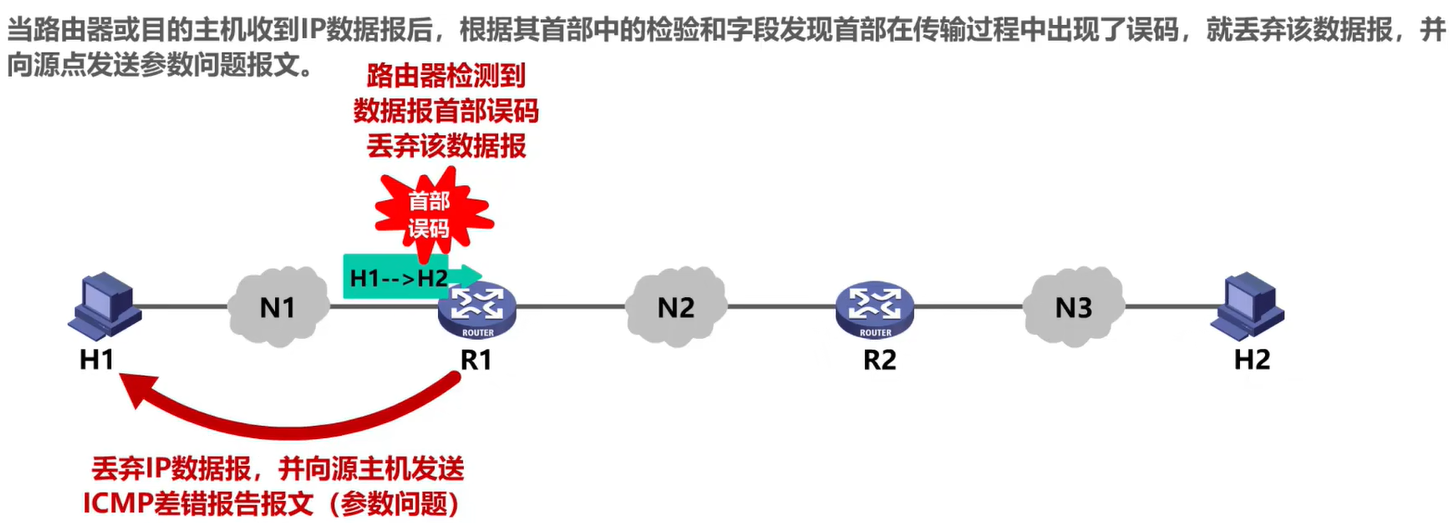 当路由器或目的主机收到IP数据报后，根据其首部中的检验和字段发现首部在传输过程中出现了误码，就丢弃该数据报，并
向源点发送参数问题报文。
路由器检测到
数据报首部误码
丢弃该数据报
首部
误码
H1-->H2
N1
ROUTER
N2
ROUTER
N3
H1
R1
R2
H2
丢弃IP数据报，并向源主机发送
ICMP差错报告报文（参数问题）